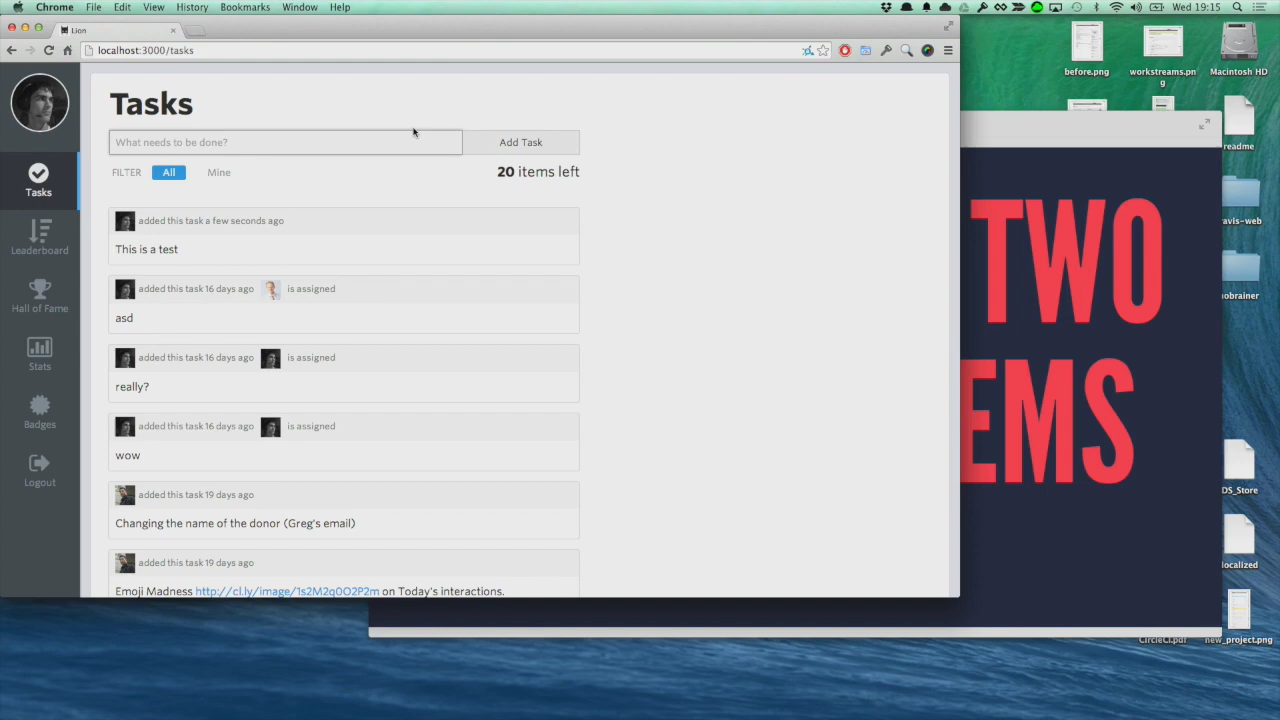 Chrome File Edit View History Bookmarks Window Help Wed 19:15
Lion
localhost:3000/tasks
before.png
workstreams.pn
g
Macintosh HD
Tasks
What needs to be done?
Add Task
readme
FILTER All Mine
20 items left
Tasks
added this task a few seconds ago
This is a test
avis-web
Leaderboard
added this task 16 days ago is assigned
asd
TWO
Hall of Fame
obrainer
added this task 16 days ago is assigned
really?
Stats
added this task 16 days ago is assigned
wow
EMS
Badges
added this task 19 days ago
Changing the name of the donor (Greg's email)
Logout
DS_Store
added this task 19 days ago
Emoji Madness http://cl.ly/image/1s2M2q0O2P2m on Today's interactions.
localized
CircleCI.pdf
new_project.png